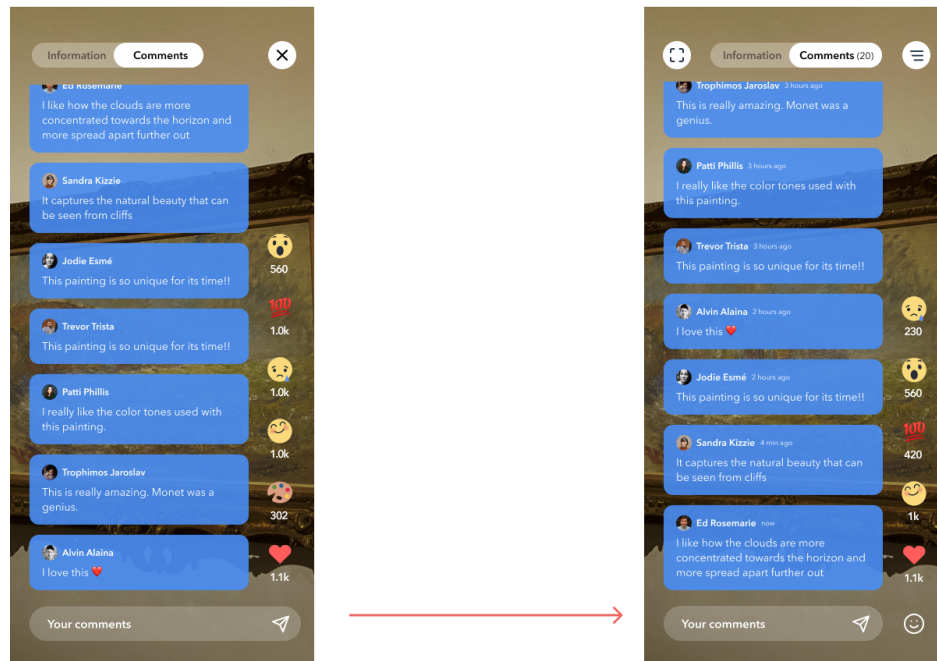 Information
Comments
Ed Rosemarie
I like how the clouds are more
concentrated towards the horizon and
more spread apart further out
Sandra Kizzie
It captures the natural beauty that can
be seen from cliffs
Jodie Esmé
This painting is so unique for its time!!
Trevor Trista
This painting is so unique for its time!!
Patti Phillis
I really like the color tones used with
this painting.
Trophimos Jaroslav
This is really amazing. Monet was a
genius.
Alvin Alaina
I love this ❤️
560
💯
1.0k
1.0k
1.0k
302
1.1k
Your comments
Information
Comments (20)
Trophimos Jaroslav 3 hours ago
This is really amazing. Monet was a
genius.
Patti Phillis 3 hours ago
I really like the color tones used with
this painting.
Trevor Trista 3 hours ago
This painting is so unique for its time!!
Alvin Alaina 2 hours ago
I love this ❤️
Jodie Esmé 2 hours ago
This painting is so unique for its time!!
Sandra Kizzie 4 min ago
It captures the natural beauty that can
be seen from cliffs
Ed Rosemarie now
I like how the clouds are more
concentrated towards the horizon and
more spread apart further out
230
560
💯
420
1k
1.1k
Your comments